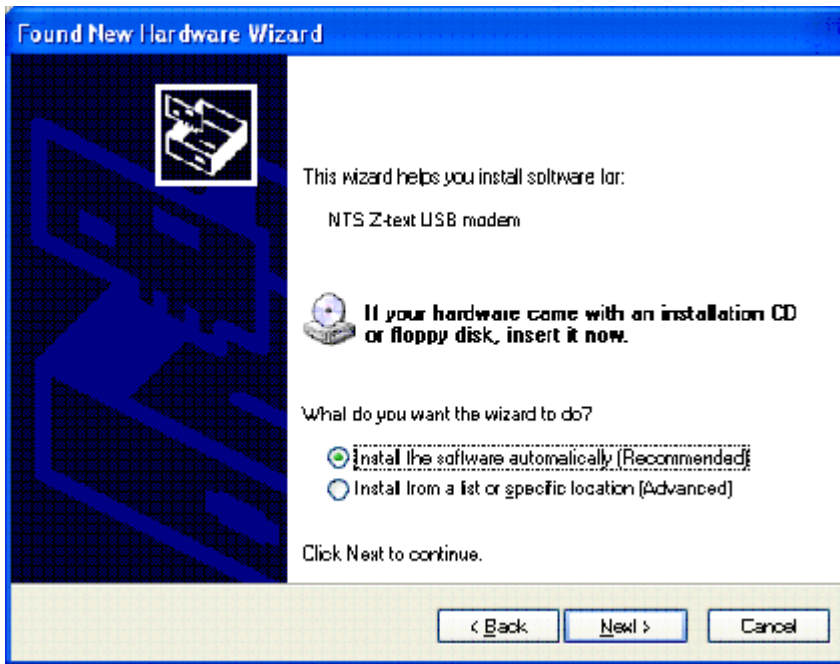 Found New Hardware Wizard
This wizard helps you install software for:
NTS Z-text USB modem
If your hardware came with an installation CD
or floppy disk, insert it now.
What do you want the wizard to do?
Install the software automatically (Recommended)
Install from a list or specific location (Advanced)
Click Next to continue.
< Back
Next >
Cancel